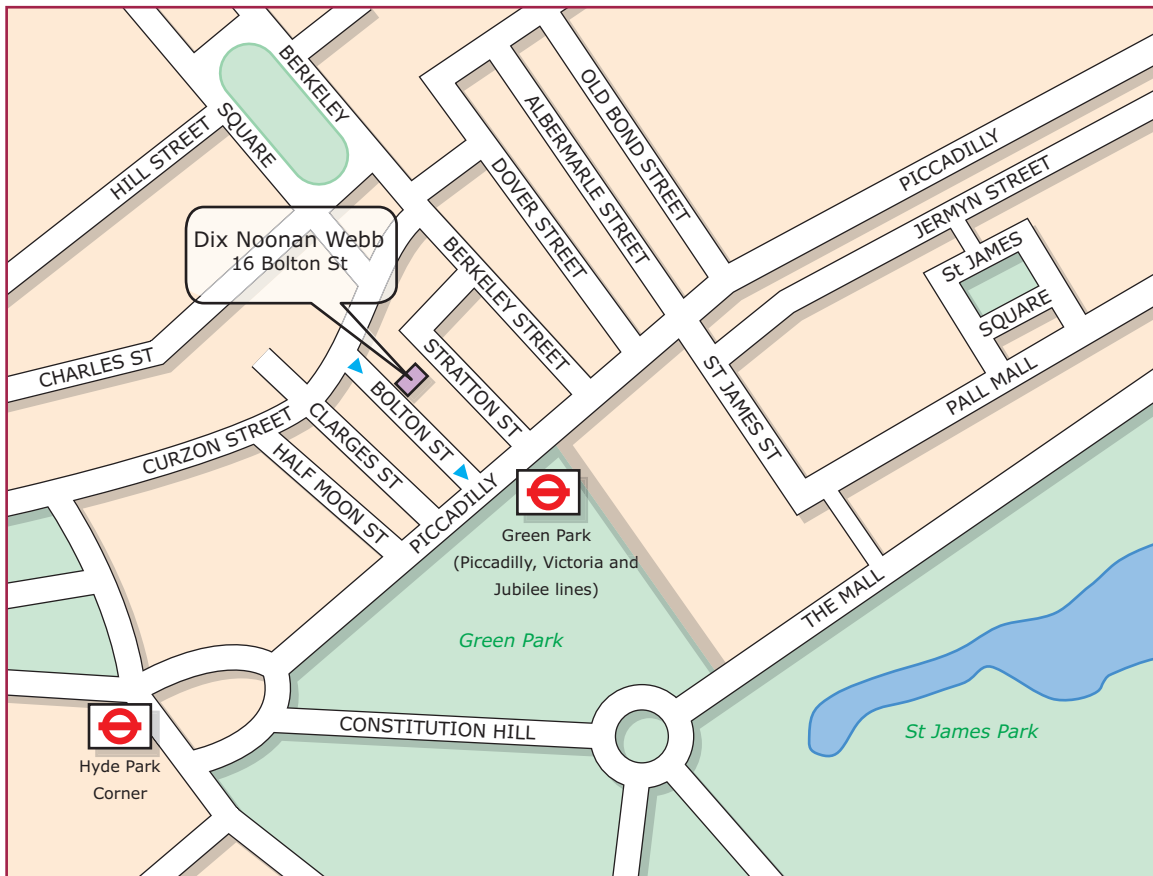 BERKELEY
SQUARE
HILL STREET
OLD BOND STREET
ALBERMARLE STREET
DOVER STREET
PICCADILLY
JERMYN STREET
Dix Noonan Webb
16 Bolton St
BERKELEY STREET
St JAMES
SQUARE
CHARLES ST
STRATTON ST
ST JAMES ST
PALL MALL
BOLTON ST
CURZON STREET
CLARGES ST
HALF MOON ST
PICCADILLY
Green Park
(Piccadilly, Victoria and
Jubilee lines)
THE MALL
Green Park
CONSTITUTION HILL
St James Park
Hyde Park
Corner